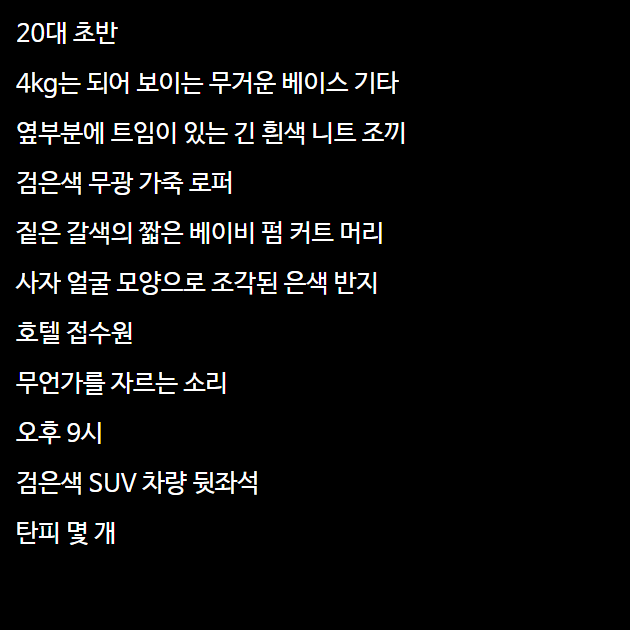 20대 초반
4kg는 되어 보이는 무거운 베이스 기타
옆부분에 트임이 있는 긴 흰색 니트 조끼
검은색 무광 가죽 로퍼
짙은 갈색의 짧은 베이비 펌 커트 머리
사자 얼굴 모양으로 조각된 은색 반지
호텔 접수원
무언가를 자르는 소리
오후 9시
검은색 SUV 차량 뒷좌석
탄피 몇 개